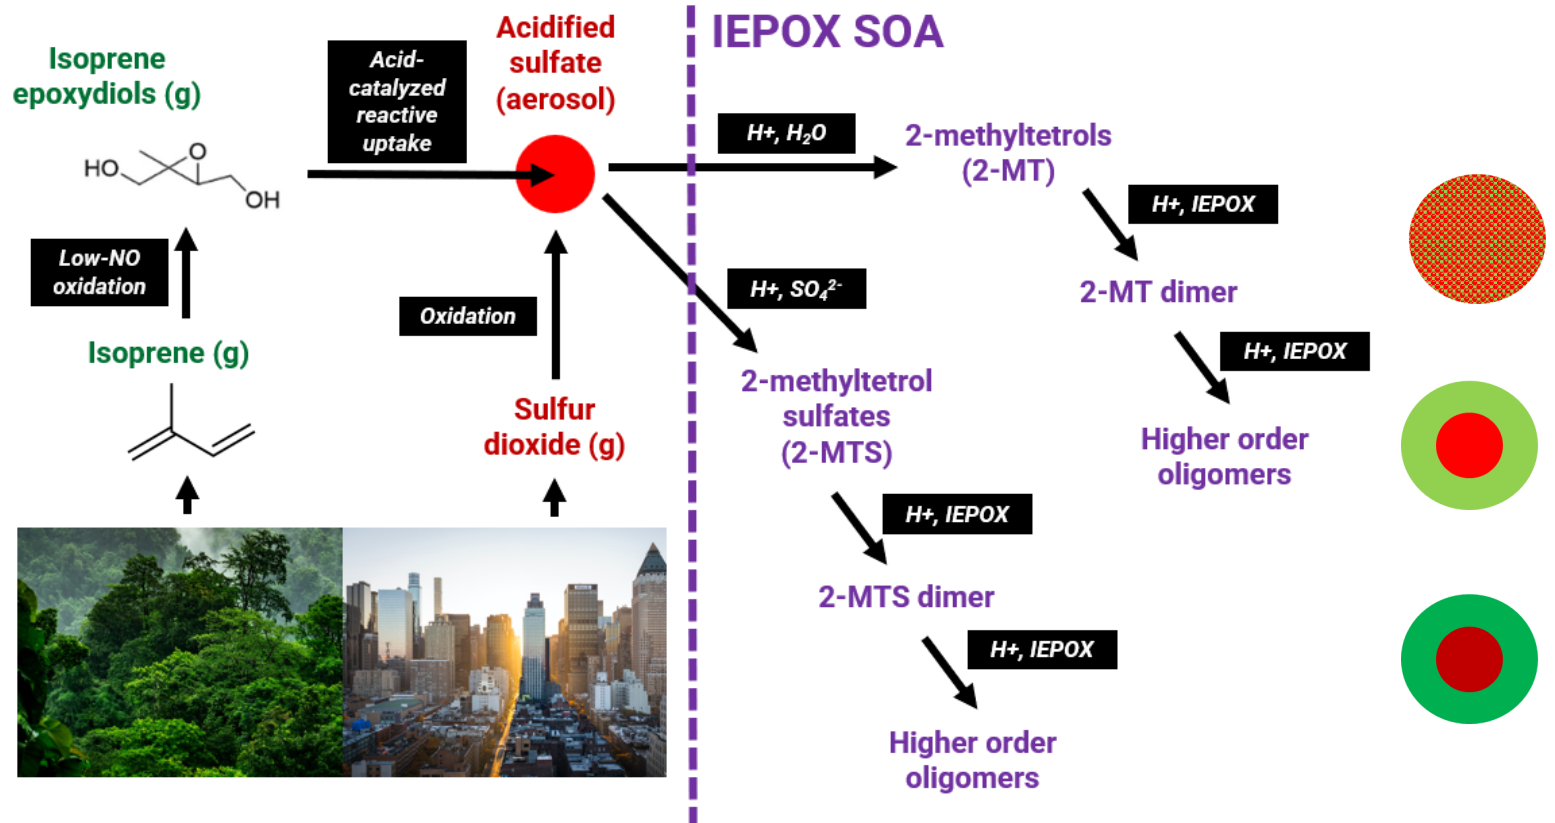 Isoprene
epoxydiols (g)
HO
O
OH
Low-NO
oxidation
Isoprene (g)
Acid-
catalyzed
reactive
uptake
Acidified
sulfate
(aerosol)
Oxidation
Sulfur
dioxide (g)
IEPOX SOA
H+, H₂O
2-methyltetrols
(2-MT)
H+, IEPOX
2-MT dimer
H+, IEPOX
Higher order
oligomers
H+, SO₄²⁻
2-methyltetrol
sulfates
(2-MTS)
H+, IEPOX
2-MTS dimer
H+, IEPOX
Higher order
oligomers